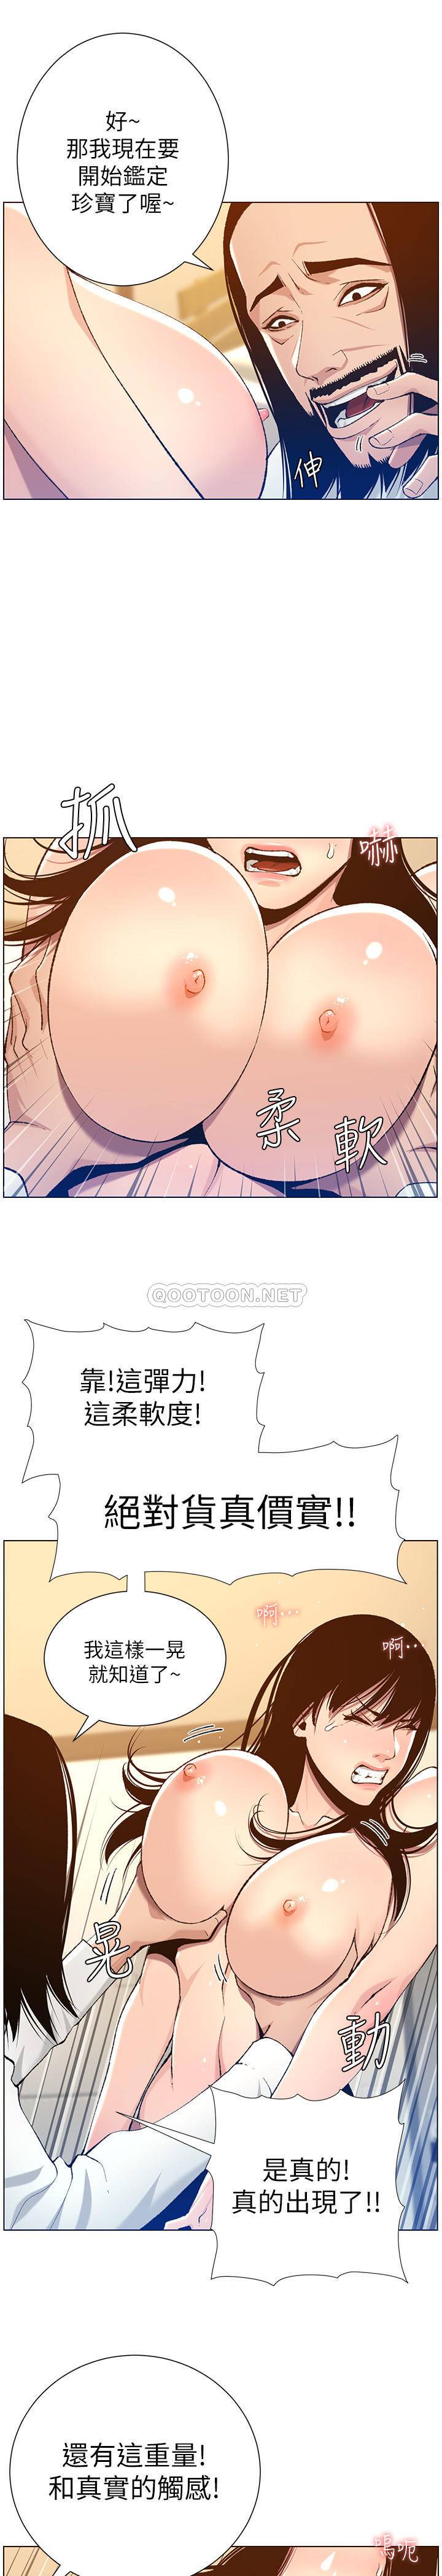 好~
那我現在要
開始鑑定
珍寶了喔~
伸
抓
嚇
柔
軟
QOOTOON.NET
靠!這彈力!
這柔軟度!
絕對貨真價實!!
啊…
我這樣一晃
就知道了~
啊…
晃
動
是真的!
真的出現了!!
還有這重量!
和真實的觸感!
嗚呃